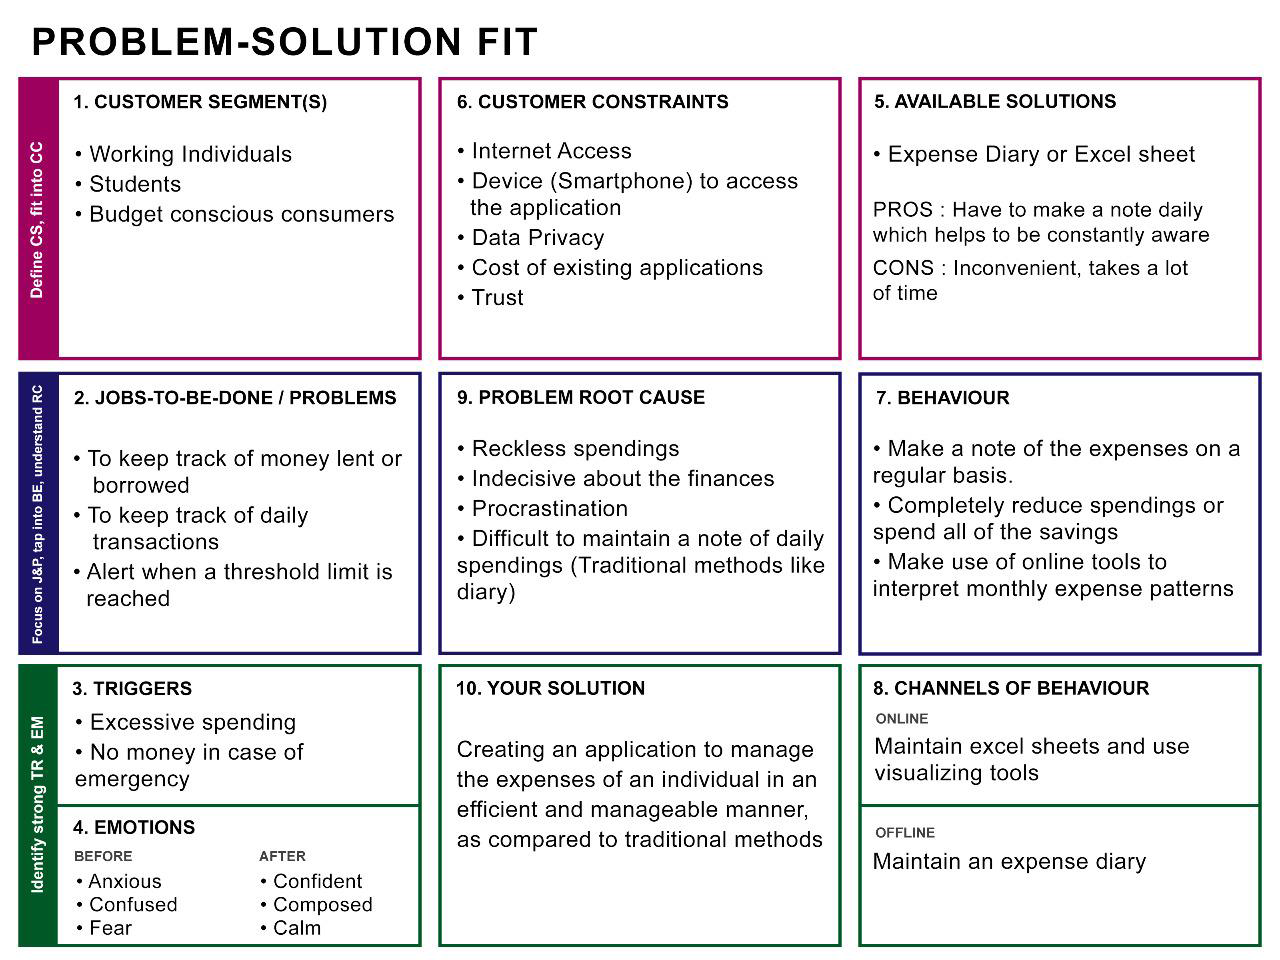 PROBLEM-SOLUTION FIT
Define CS, fit into CC
1. CUSTOMER SEGMENT(S)
• Working Individuals
• Students
• Budget conscious consumers
6. CUSTOMER CONSTRAINTS
• Internet Access
• Device (Smartphone) to access
the application
• Data Privacy
• Cost of existing applications
• Trust
5. AVAILABLE SOLUTIONS
• Expense Diary or Excel sheet
PROS : Have to make a note daily
which helps to be constantly aware
CONS : Inconvenient, takes a lot
of time
Focus on J&P, tap into BE, understand RC
2. JOBS-TO-BE-DONE / PROBLEMS
• To keep track of money lent or
borrowed
• To keep track of daily
transactions
• Alert when a threshold limit is
reached
9. PROBLEM ROOT CAUSE
• Reckless spendings
• Indecisive about the finances
• Procrastination
• Difficult to maintain a note of daily
spendings (Traditional methods like
diary)
7. BEHAVIOUR
• Make a note of the expenses on a
regular basis.
• Completely reduce spendings or
spend all of the savings
• Make use of online tools to
interpret monthly expense patterns
Identify strong TR & EM
3. TRIGGERS
• Excessive spending
• No money in case of
emergency
4. EMOTIONS
BEFORE
• Anxious
• Confused
• Fear
AFTER
• Confident
• Composed
• Calm
10. YOUR SOLUTION
Creating an application to manage
the expenses of an individual in an
efficient and manageable manner,
as compared to traditional methods
8. CHANNELS OF BEHAVIOUR
ONLINE
Maintain excel sheets and use
visualizing tools
OFFLINE
Maintain an expense diary